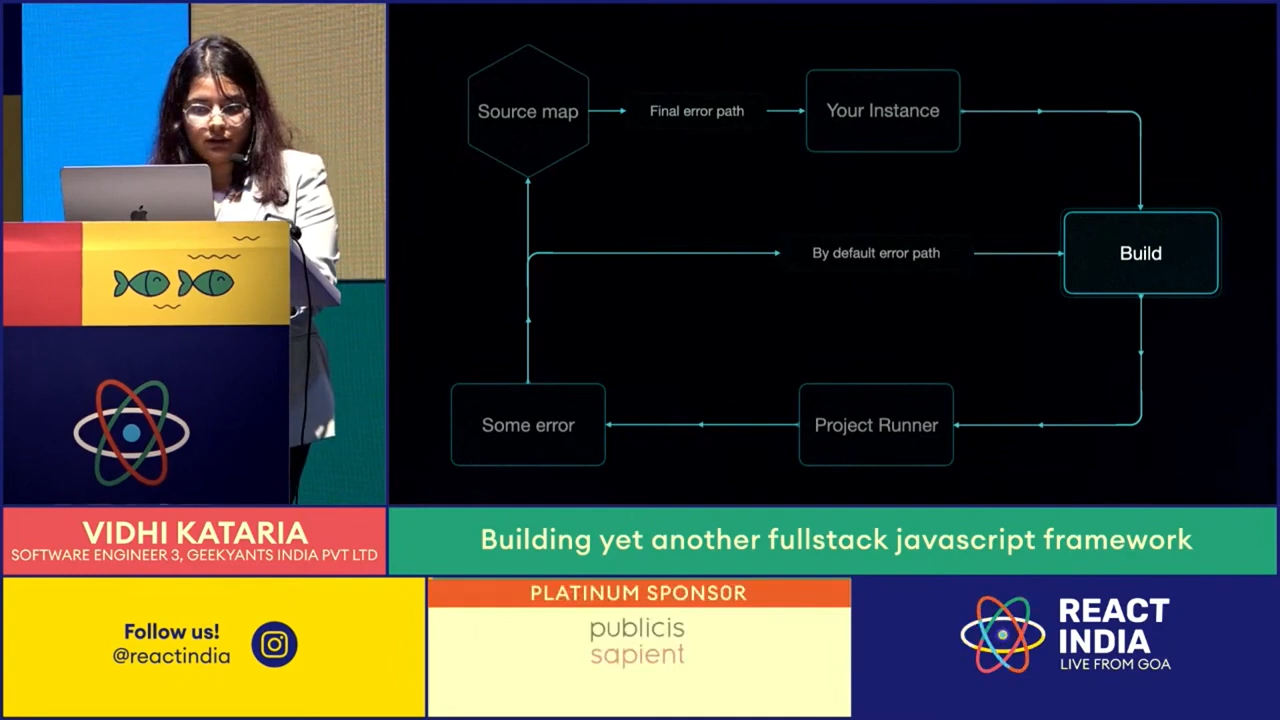 Source map
Final error path
Your Instance
By default error path
Build
Some error
Project Runner
VIDHI KATARIA
SOFTWARE ENGINEER 3, GEEKYANTS INDIA PVT LTD
Building yet another fullstack javascript framework
Follow us!
@reactindia
PLATINUM SPONSOR
publicis
sapient
REACT
INDIA
LIVE FROM GOA